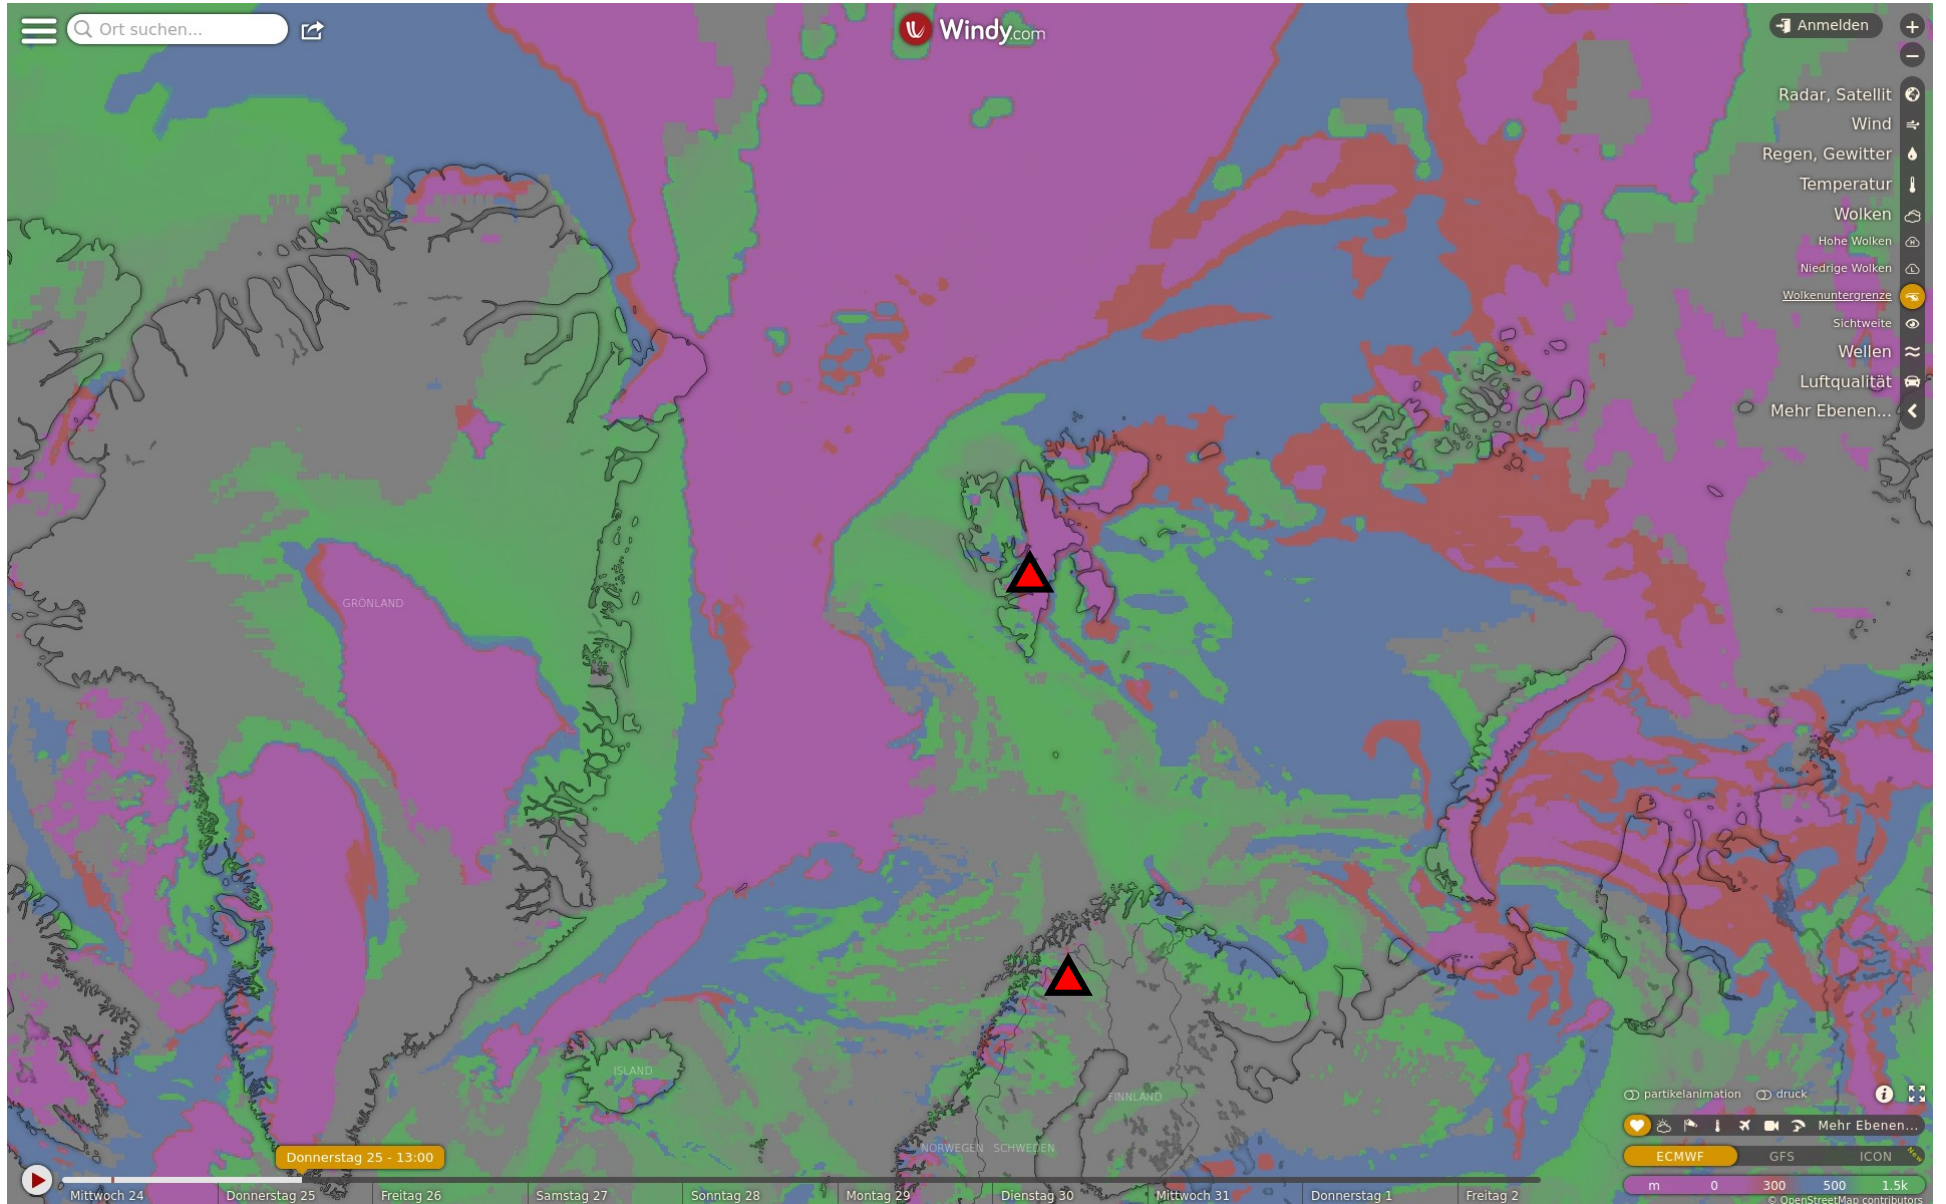 Ort suchen...
Windy.com
Anmelden
+
−
Radar, Satellit
Wind
Regen, Gewitter
Temperatur
Wolken
Hohe Wolken
H
Niedrige Wolken
L
Wolkenuntergrenze
Sichtweite
Wellen
Luftqualität
Mehr Ebenen...
GRÖNLAND
ISLAND
FINNLAND
NORWEGEN
SCHWEDEN
partikelanimation
druck
i
Mehr Ebenen...
ECMWF
GFS
ICON
New
m 0 300 500 1.5k
© OpenStreetMap contributors
Donnerstag 25 - 13:00
Mittwoch 24
Donnerstag 25
Freitag 26
Samstag 27
Sonntag 28
Montag 29
Dienstag 30
Mittwoch 31
Donnerstag 1
Freitag 2